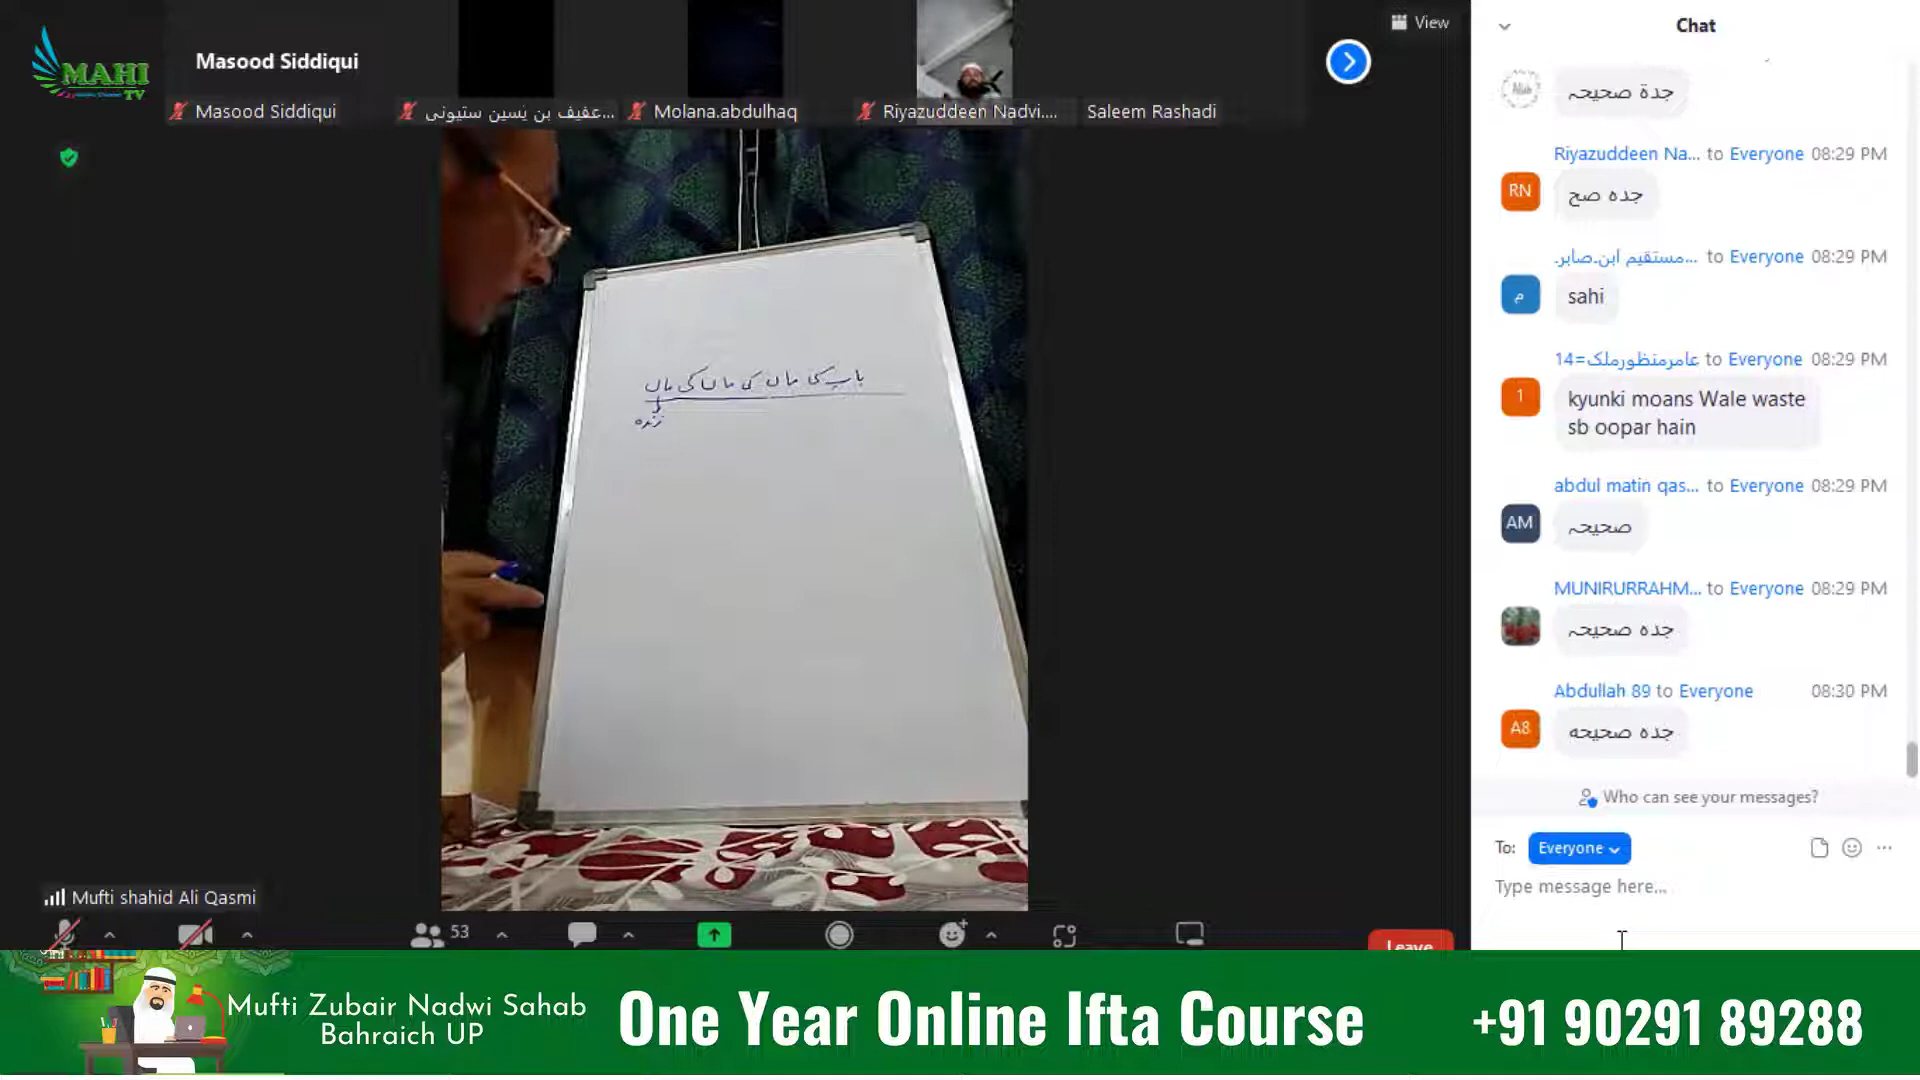 MAHI
TV
Masood Siddiqui
View
Masood Siddiqui
عفیف بن یسین ستپونی...
Molana.abdulhaq
Riyazuddeen Nadvi....
Saleem Rashadi
باپ کی ماں کی ماں کی ماں
زندہ
Mufti shahid Ali Qasmi
53
Leave
Chat
جدة صحیحہ
Riyazuddeen Na... to Everyone 08:29 PM
RN
جدہ صح
مستقیم ابن۔صابر۔... to Everyone 08:29 PM
م
sahi
عامرمنظورملک=14 to Everyone 08:29 PM
1
kyunki moans Wale waste
sb oopar hain
abdul matin qas... to Everyone 08:29 PM
AM
صحیحہ
MUNIRURRAHM... to Everyone 08:29 PM
جدہ صحیحہ
Abdullah 89 to Everyone 08:30 PM
A8
جدہ صحیحه
Who can see your messages?
To: Everyone
Type message here...
Mufti Zubair Nadwi Sahab
Bahraich UP
One Year Online Ifta Course
+91 90291 89288